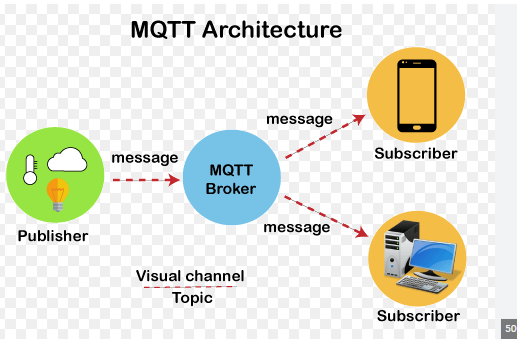 MQTT Architecture
message
Subscriber
message
MQTT
Broker
Publisher
message
Visual channel
Topic
Subscriber
50